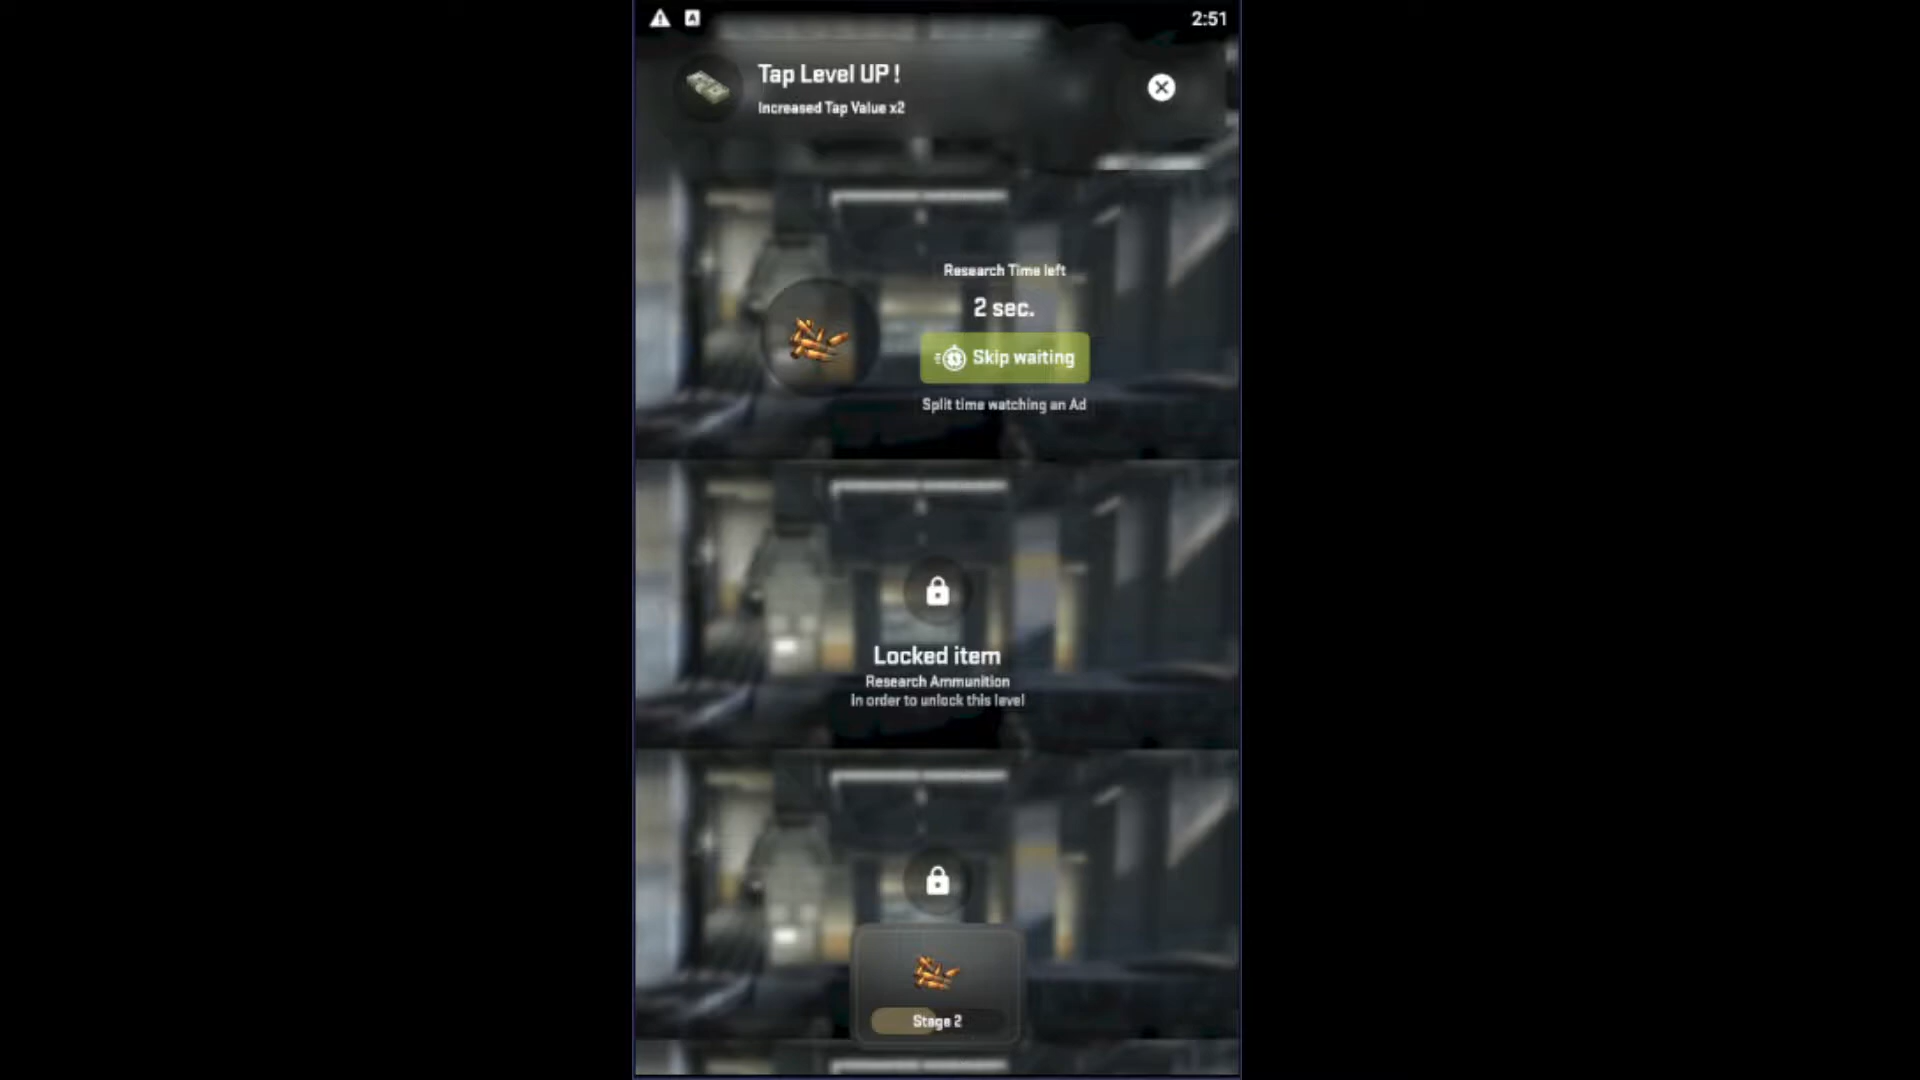 2:51
Tap Level UP !
Increased Tap Value x2
Research Time left
2 sec.
Skip waiting
Split time watching an Ad
Locked item
Research Ammunition
in order to unlock this level
Stage 2